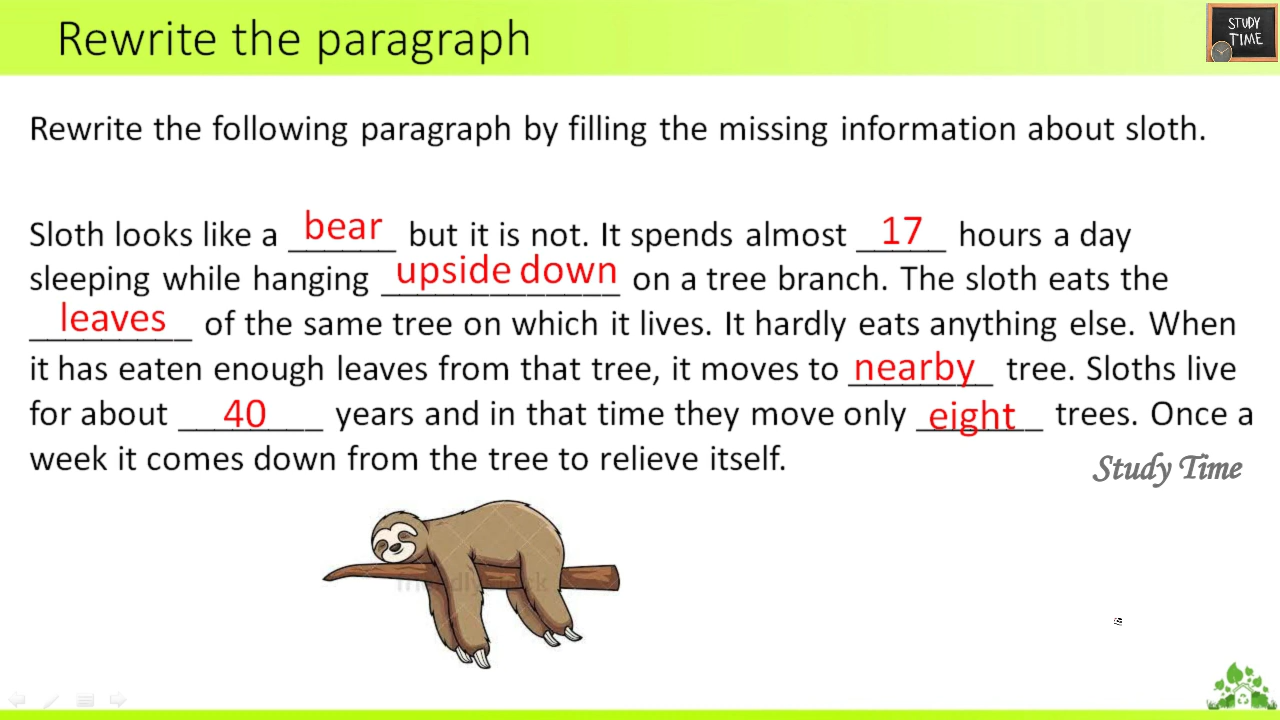 Rewrite the paragraph
STUDY
TIME
Rewrite the following paragraph by filling the missing information about sloth.
Sloth looks like a bear but it is not. It spends almost 17 hours a day
sleeping while hanging upside down on a tree branch. The sloth eats the
leaves of the same tree on which it lives. It hardly eats anything else. When
it has eaten enough leaves from that tree, it moves to nearby tree. Sloths live
for about 40 years and in that time they move only eight trees. Once a
week it comes down from the tree to relieve itself.
Study Time